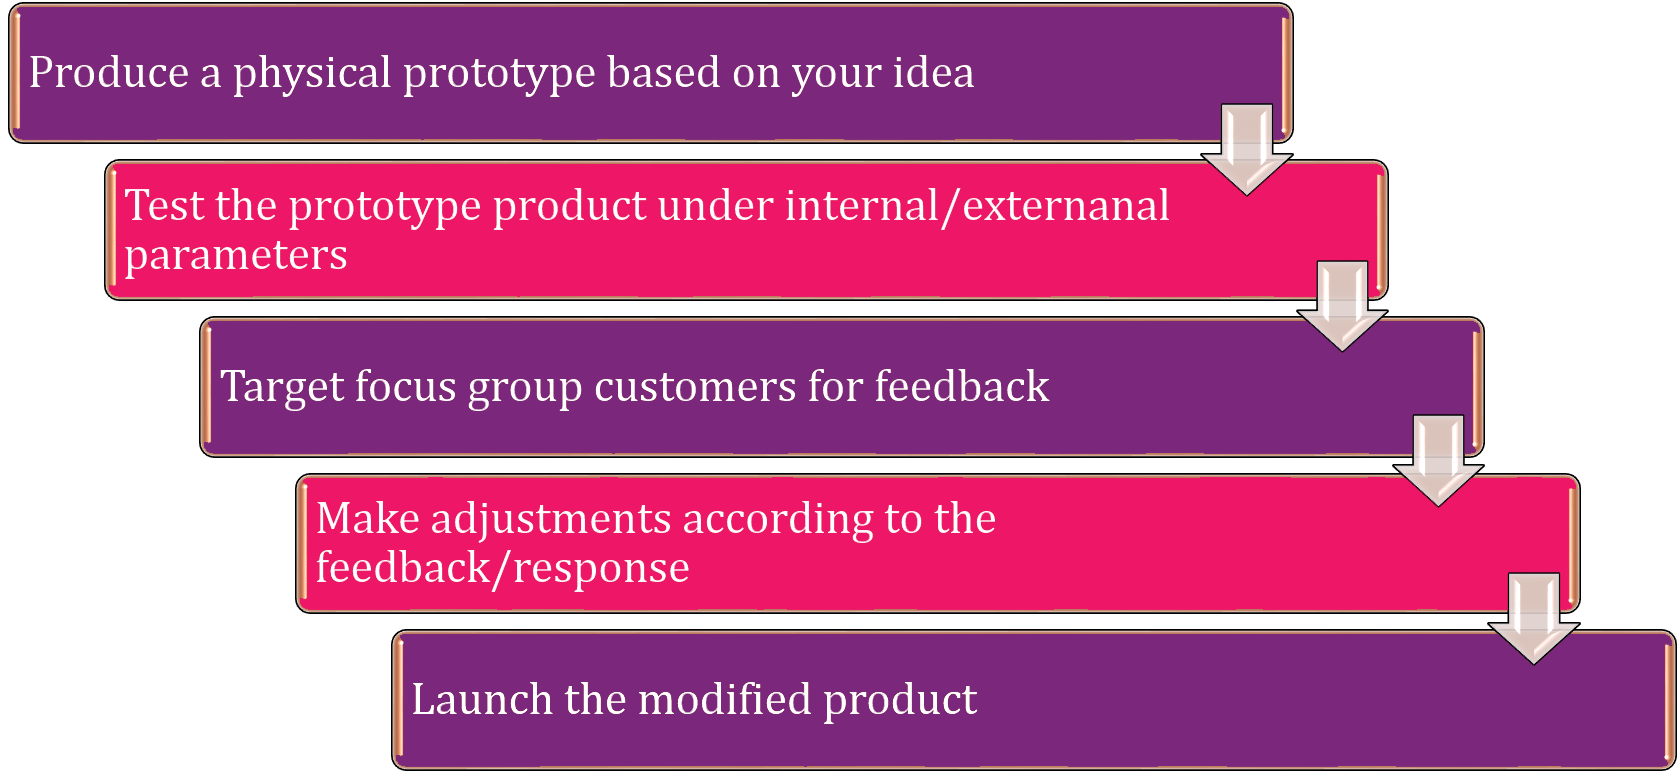 Produce a physical prototype based on your idea
Test the prototype product under internal/externanal
parameters
Target focus group customers for feedback
Make adjustments according to the
feedback/response
Launch the modified product